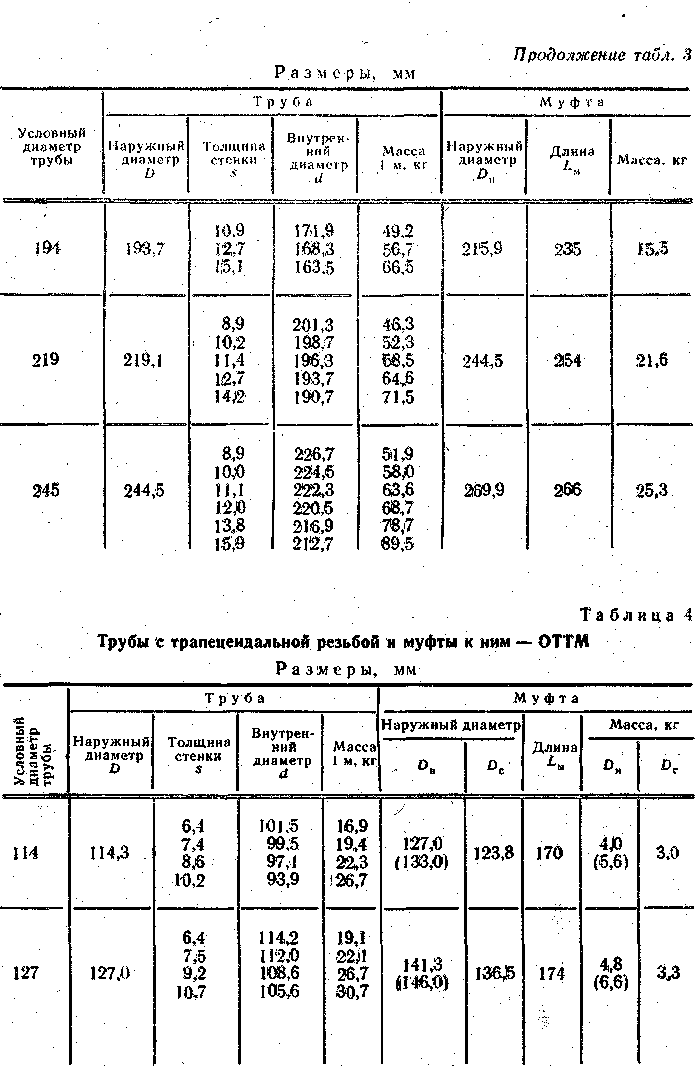 Продолжение табл. 3
Размеры, мм
Условный диаметр трубы | Труба | Муфта
Наружный диаметр D | Толщина стенки s | Внутренний диаметр d | Масса 1 м, кг | Наружный диаметр Dн | Длина Lм | Масса, кг
194 | 193,7 | 10,9 | 171,9 | 49,2 | 215,9 | 235 | 15,5
12,7 | 168,3 | 56,7
15,1 | 163,5 | 66,5
219 | 219,1 | 8,9 | 201,3 | 46,3 | 244,5 | 254 | 21,6
10,2 | 198,7 | 52,3
11,4 | 196,3 | 58,5
12,7 | 193,7 | 64,6
14,2 | 190,7 | 71,5
245 | 244,5 | 8,9 | 226,7 | 51,9 | 269,9 | 266 | 25,3
10,0 | 224,5 | 58,0
11,1 | 222,3 | 63,6
12,0 | 220,5 | 68,7
13,8 | 216,9 | 78,7
15,9 | 212,7 | 89,5
Таблица 4
Трубы с трапецеидальной резьбой и муфты к ним — ОТТМ
Размеры, мм
Условный диаметр трубы | Труба | Муфта
Наружный диаметр D | Толщина стенки s | Внутренний диаметр d | Масса 1 м, кг | Наружный диаметр | Длина Lм | Масса, кг
Dн | Dс | Dн | Dс
114 | 114,3 | 6,4 | 101,5 | 16,9 | 127,0 (133,0) | 123,8 | 170 | 4,0 (5,6) | 3,0
7,4 | 99,5 | 19,4
8,6 | 97,1 | 22,3
10,2 | 93,9 | 26,7
127 | 127,0 | 6,4 | 114,2 | 19,1 | 141,3 (146,0) | 136,5 | 174 | 4,8 (6,6) | 3,3
7,5 | 112,0 | 22,1
9,2 | 108,6 | 26,7
10,7 | 105,6 | 30,7